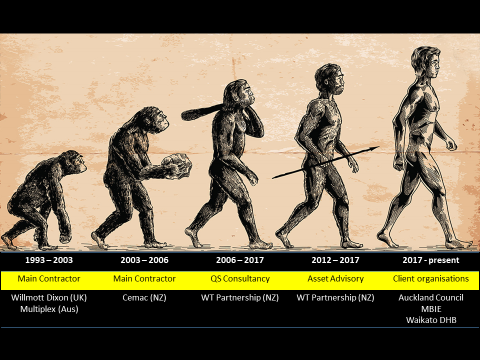 1993 – 2003 2003 – 2006 2006 – 2017 2012 – 2017 2017 - present
Main Contractor Main Contractor QS Consultancy Asset Advisory Client organisations
Willmott Dixon (UK) Cemac (NZ) WT Partnership (NZ) WT Partnership (NZ) Auckland Council
Multiplex (Aus) MBIE
Waikato DHB